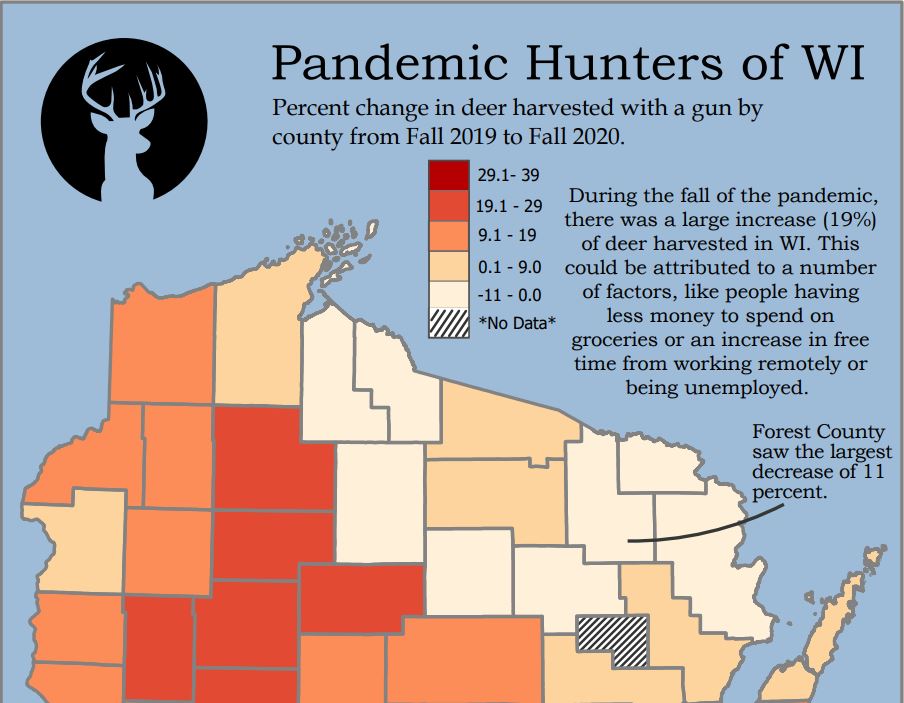 Pandemic Hunters of WI
Percent change in deer harvested with a gun by
county from Fall 2019 to Fall 2020.
29.1- 39
19.1 - 29
9.1 - 19
0.1 - 9.0
-11 - 0.0
*No Data*
During the fall of the pandemic,
there was a large increase (19%)
of deer harvested in WI. This
could be attributed to a number
of factors, like people having
less money to spend on
groceries or an increase in free
time from working remotely or
being unemployed.
Forest County
saw the largest
decrease of 11
percent.